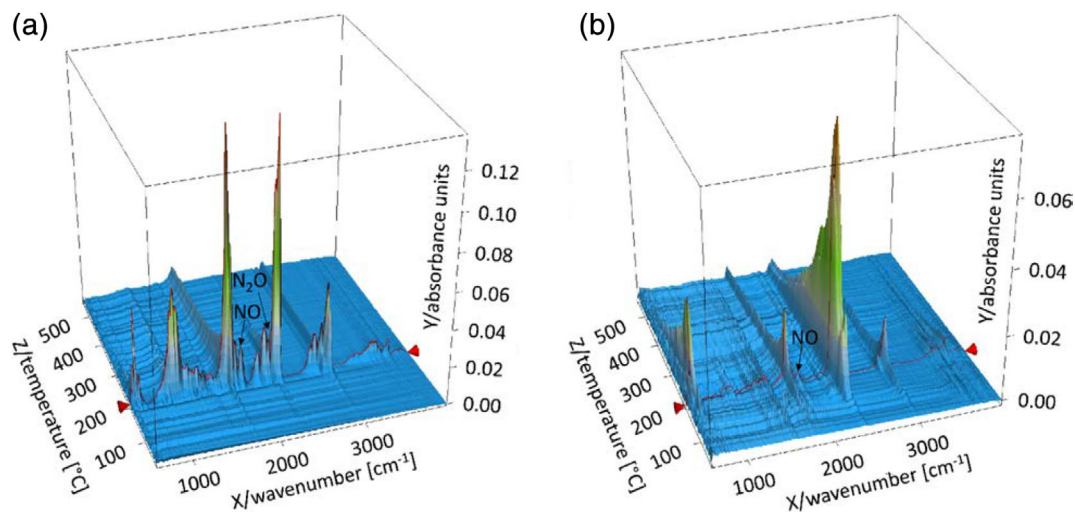 (a)
Y/absorbance units
0.12
0.10
0.08
0.06
0.04
0.02
0.00
N₂O
NO
Z/temperature [°C]
500
400
300
200
100
1000
2000
3000
X/wavenumber [cm⁻¹]
(b)
Y/absorbance units
0.06
0.04
0.02
0.00
NO
Z/temperature [°C]
500
400
300
200
100
1000
2000
3000
X/wavenumber [cm⁻¹]